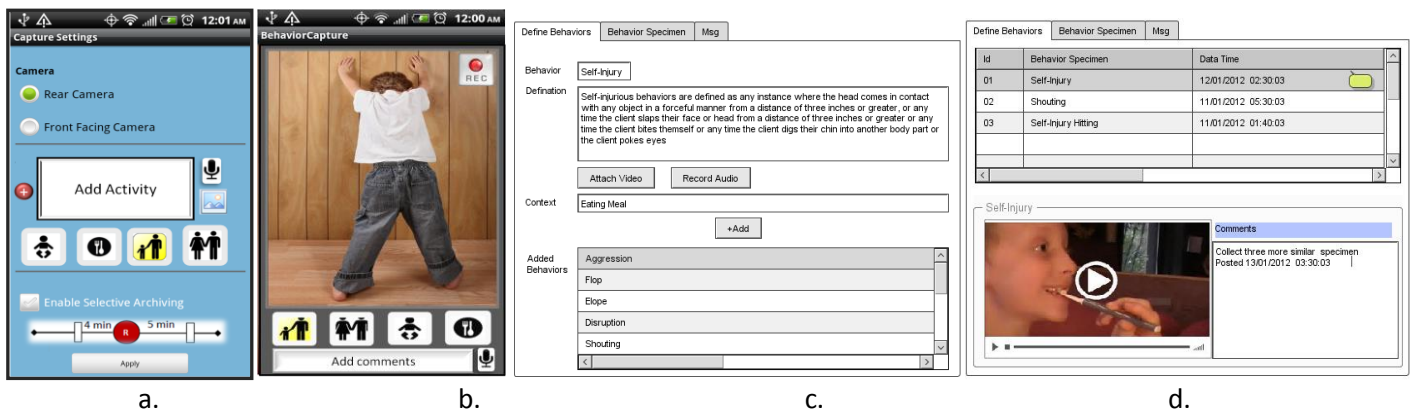 12:01 AM
Capture Settings
Camera
Rear Camera
Front Facing Camera
Add Activity
Enable Selective Archiving
4 min
R
5 min
Apply
a.
12:00 AM
BehaviorCapture
REC
Add comments
b.
Define Behaviors
Behavior Specimen
Msg
Behavior
Self-Injury
Defination
Self-injurious behaviors are defined as any instance where the head comes in contact
with any object in a forceful manner from a distance of three inches or greater, or any
time the client slaps their face or head from a distance of three inches or greater or any
time the client bites themself or any time the client digs their chin into another body part or
the client pokes eyes
Attach Video
Record Audio
Context
Eating Meal
+Add
Added
Behaviors
Aggression
Flop
Elope
Disruption
Shouting
c.
Define Behaviors
Behavior Specimen
Msg
Id
Behavior Specimen
Data Time
01
Self-Injury
12/01/2012 02:30:03
02
Shouting
11/01/2012 05:30:03
03
Self-Injury Hitting
11/01/2012 01:40:03
Self-Injury
Comments
Collect three more similar specimen
Posted 13/01/2012 03:30:03
d.